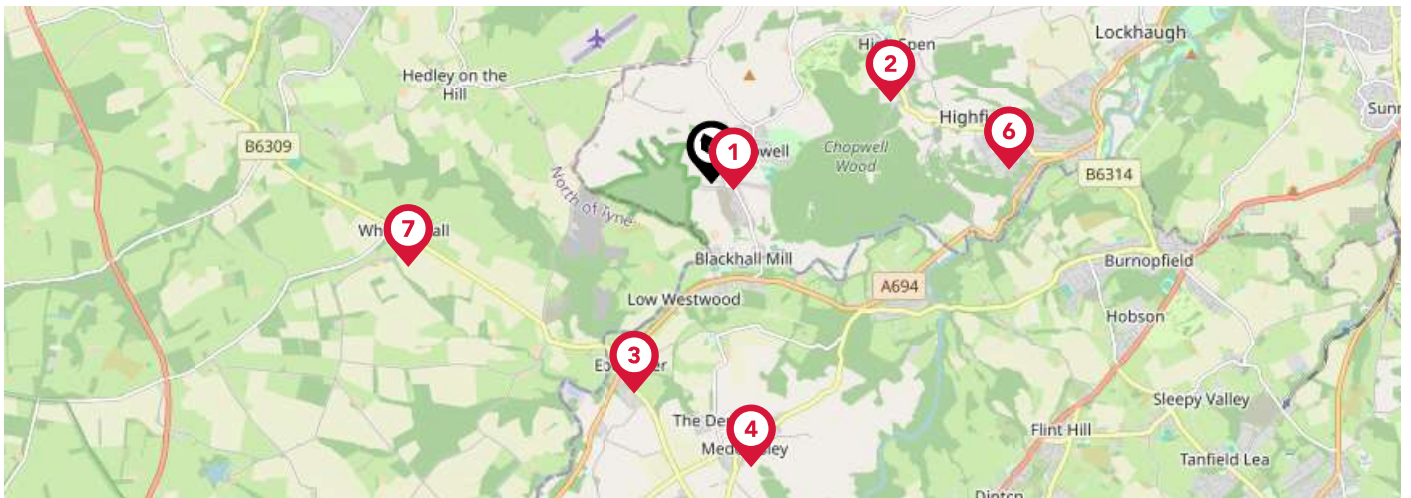 Lockhaugh
2
Hedley on the
Hill
6
B6309
1
Chopwell
Wood
B6314
North of Tyne
7
Blackhall Mill
Burnopfield
A694
Low Westwood
Hobson
3
Sleepy Valley
4
Flint Hill
Tanfield Lea